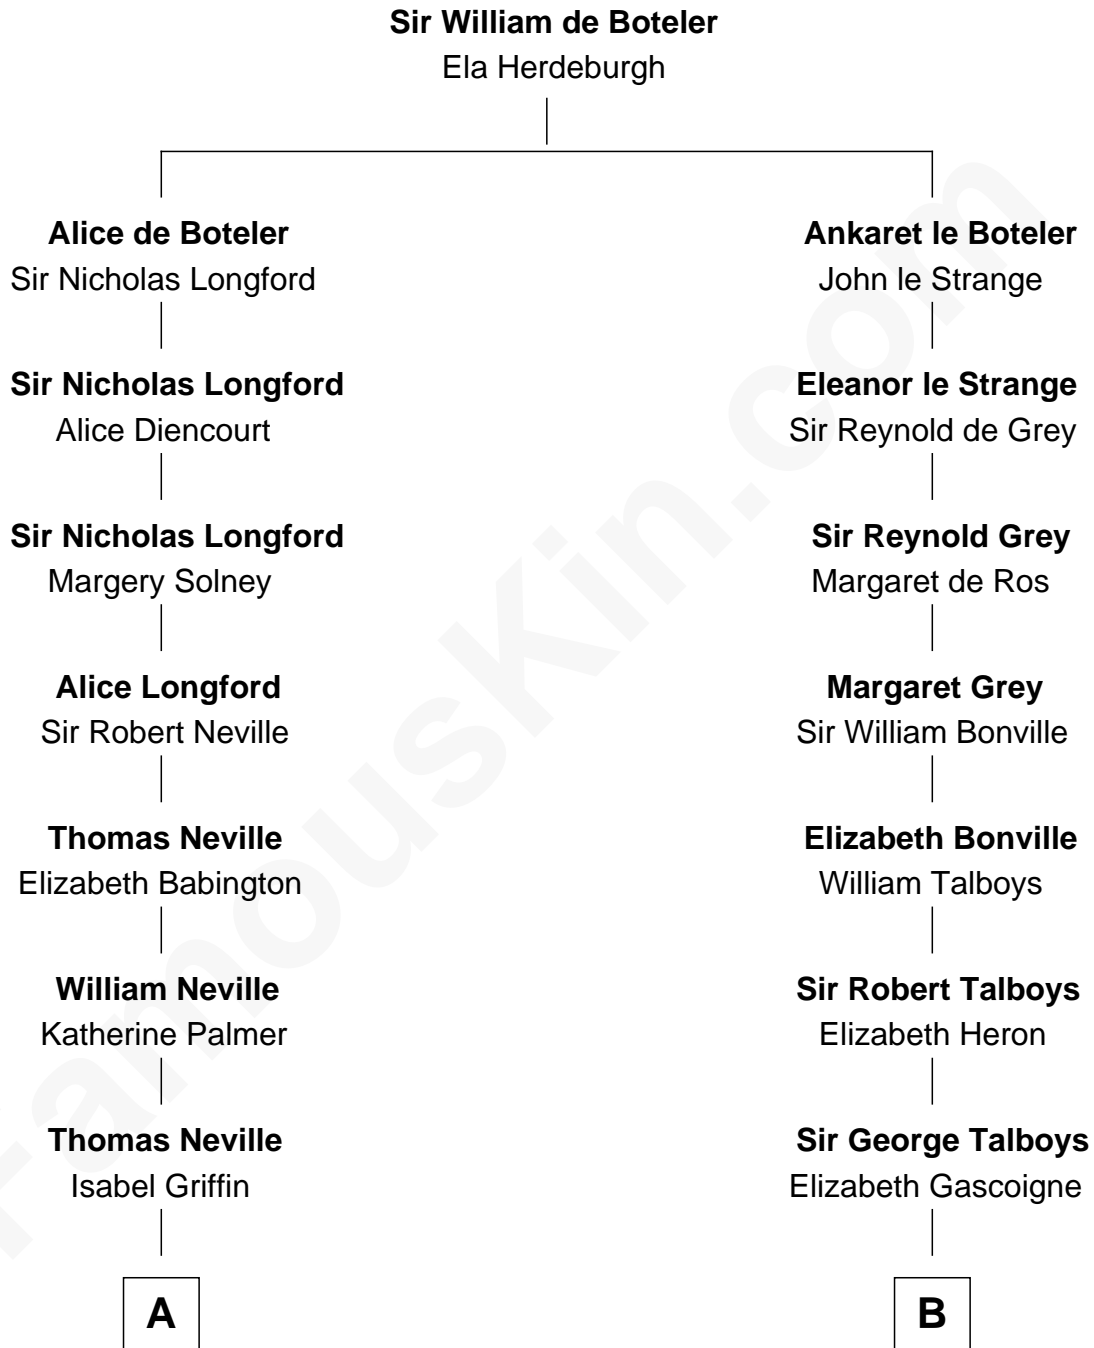 Sir William de Boteler
Ela Herdeburgh
Alice de Boteler
Sir Nicholas Longford
Ankaret le Boteler
John le Strange
Sir Nicholas Longford
Alice Diencourt
Eleanor le Strange
Sir Reynold de Grey
Sir Nicholas Longford
Margery Solney
Sir Reynold Grey
Margaret de Ros
Alice Longford
Sir Robert Neville
Margaret Grey
Sir William Bonville
Thomas Neville
Elizabeth Babington
Elizabeth Bonville
William Talboys
William Neville
Katherine Palmer
Sir Robert Talboys
Elizabeth Heron
Thomas Neville
Isabel Griffin
Sir George Talboys
Elizabeth Gascoigne
A
B
FamousKin.com